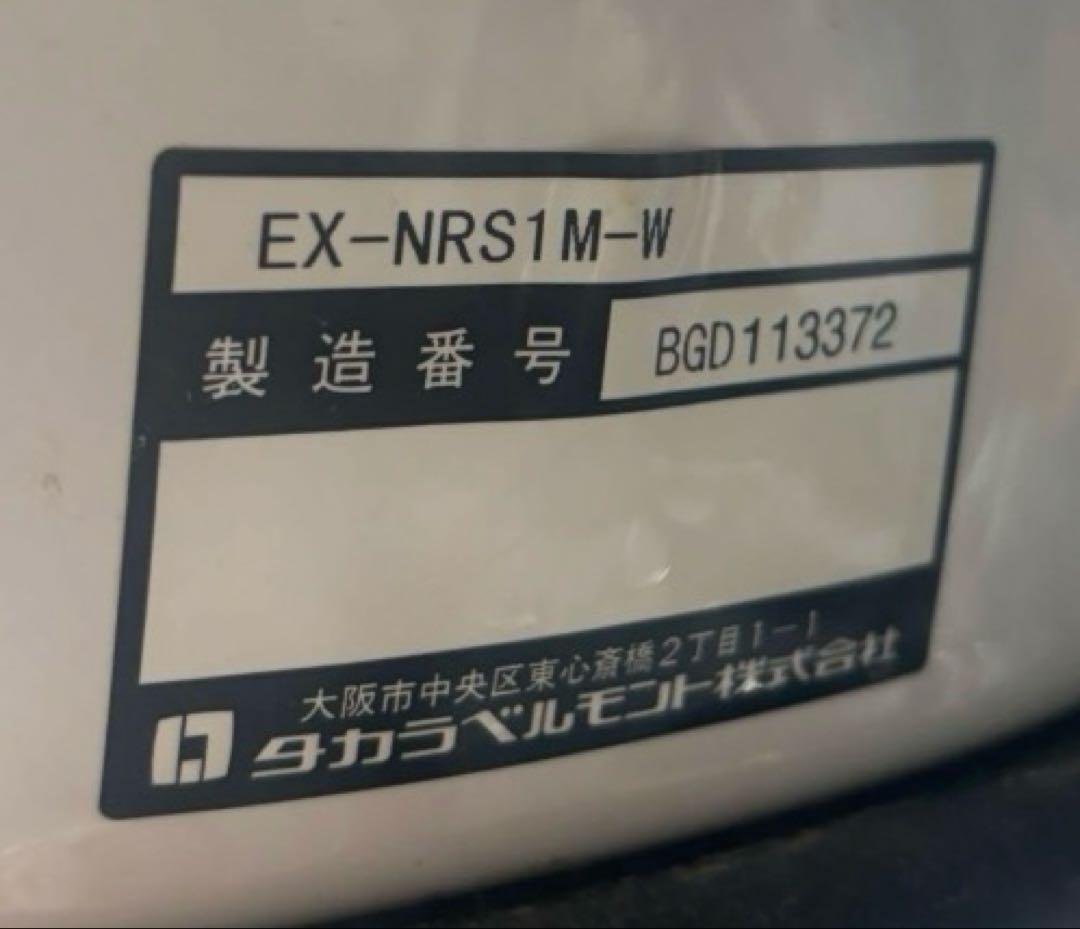 EX-NRS1M-W
製造番号 BGD113372
大阪市中央区東心斎橋2丁目1-1
タカラベルモント株式会社